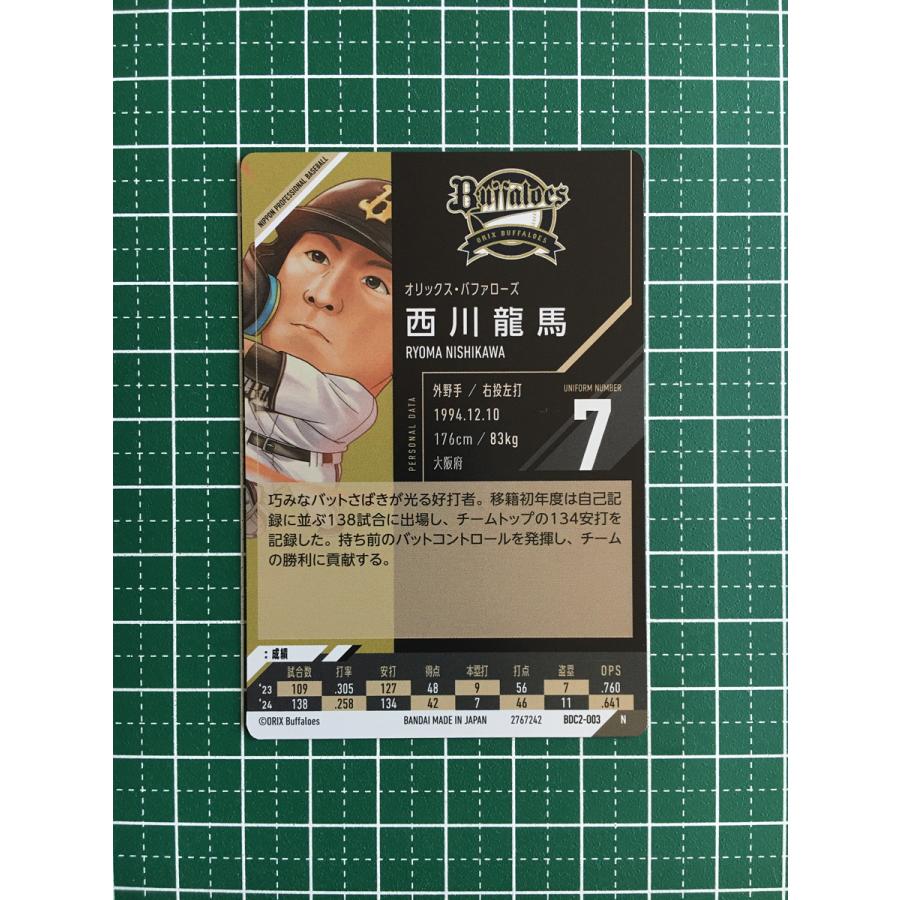 NIPPON PROFESSIONAL BASEBALL
B
Buffaloes
ORIX BUFFALOES
オリックス・バファローズ
西川龍馬
RYOMA NISHIKAWA
PERSONAL DATA
外野手 / 右投左打
1994.12.10
176cm / 83kg
大阪府
UNIFORM NUMBER
7
巧みなバットさばきが光る好打者。移籍初年度は自己記
録に並ぶ138試合に出場し、チームトップの134安打を
記録した。持ち前のバットコントロールを発揮し、チーム
の勝利に貢献する。
:成績
試合数 打率 安打 得点 本塁打 打点 盗塁 OPS
'23 109 .305 127 48 9 56 7 .760
'24 138 .258 134 42 7 46 11 .641
©ORIX Buffaloes BANDAI MADE IN JAPAN 2767242 BDC2-003 N